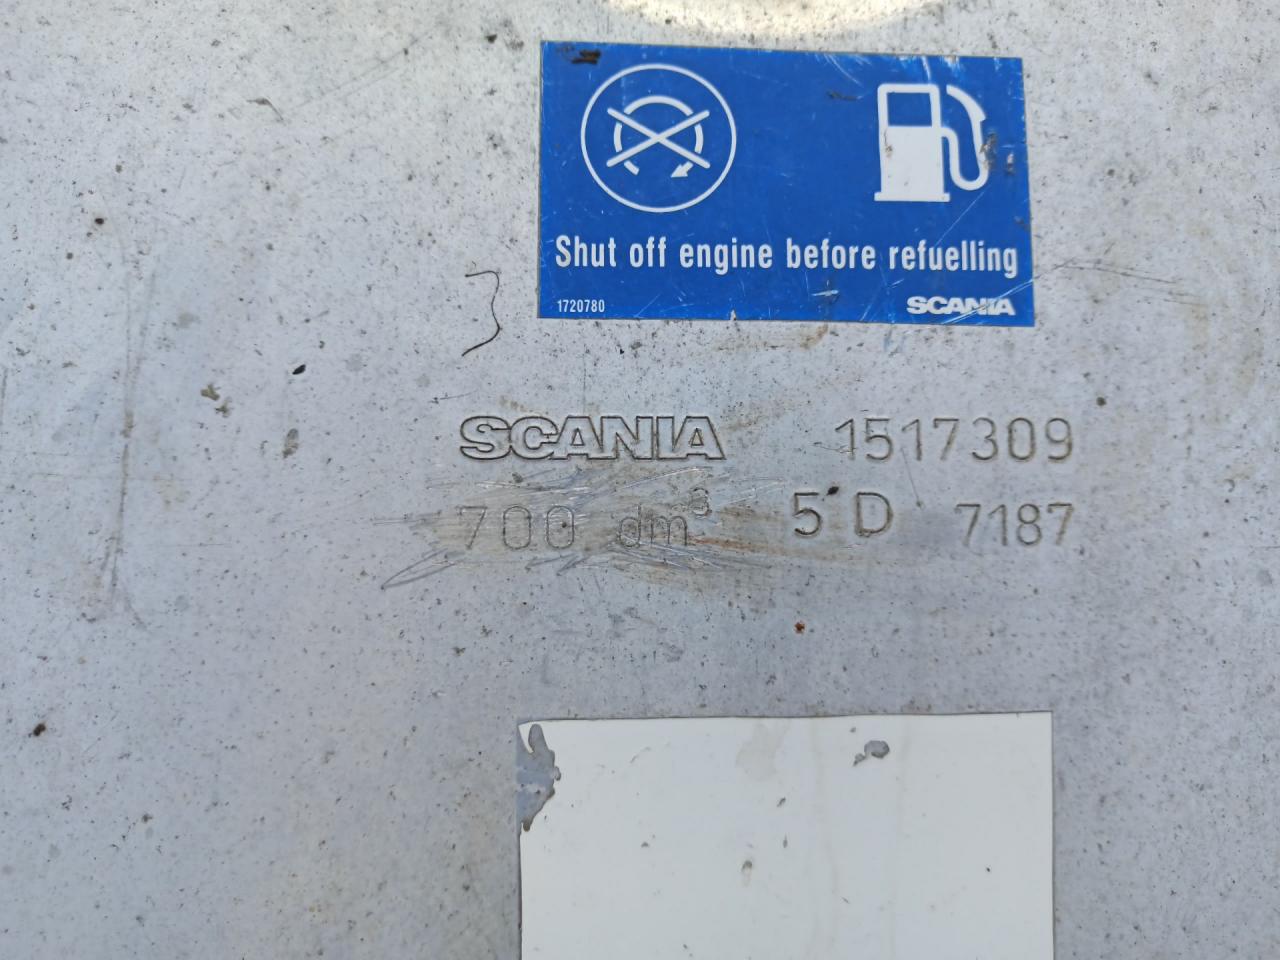 Shut off engine before refuelling
1720780 SCANIA
SCANIA 1517309
700 dm³ 5 D 7187